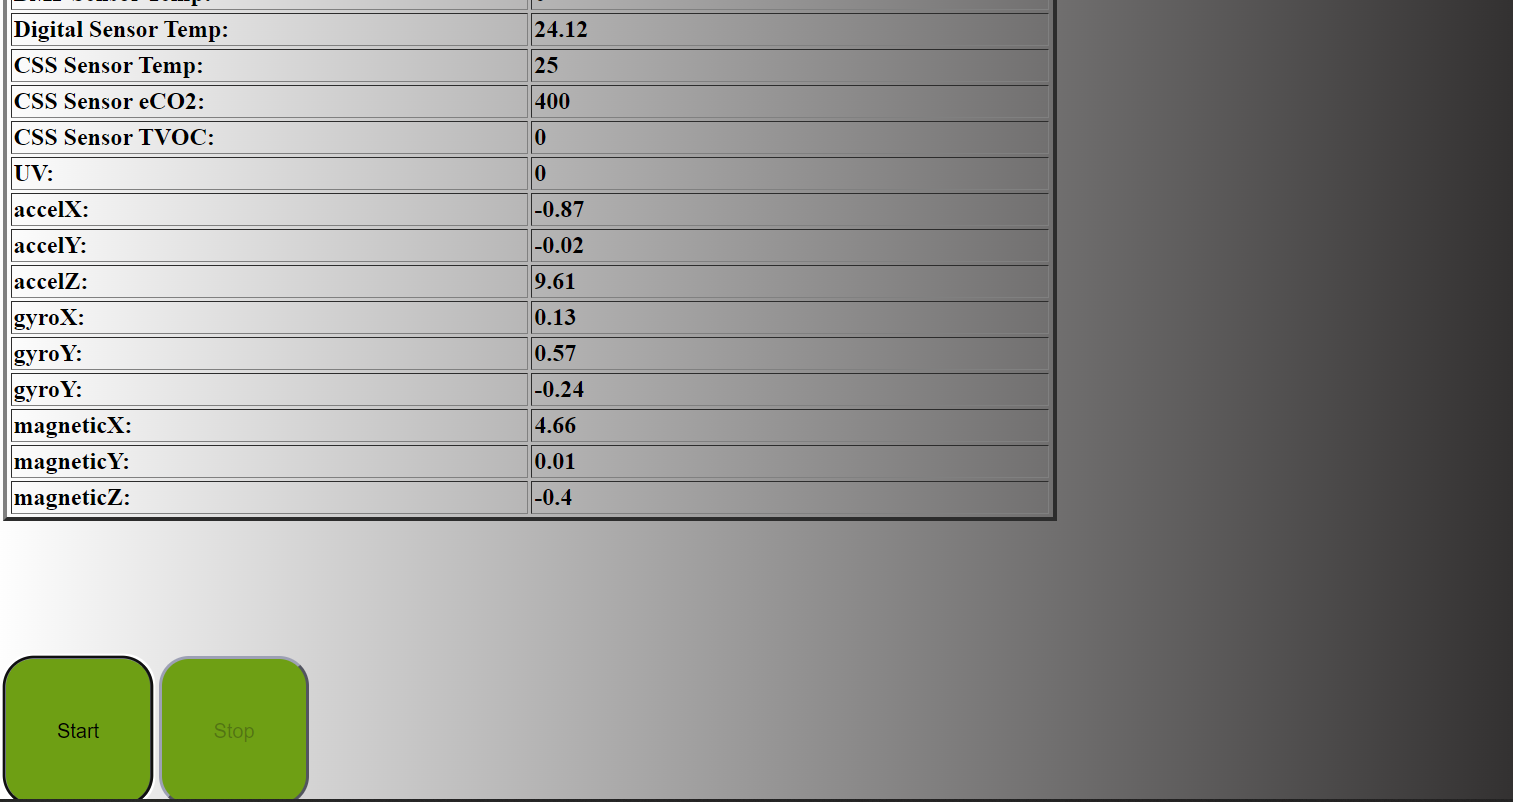 Digital Sensor Temp: 24.12
CSS Sensor Temp: 25
CSS Sensor eCO2: 400
CSS Sensor TVOC: 0
UV: 0
accelX: -0.87
accelY: -0.02
accelZ: 9.61
gyroX: 0.13
gyroY: 0.57
gyroY: -0.24
magneticX: 4.66
magneticY: 0.01
magneticZ: -0.4
Start Stop